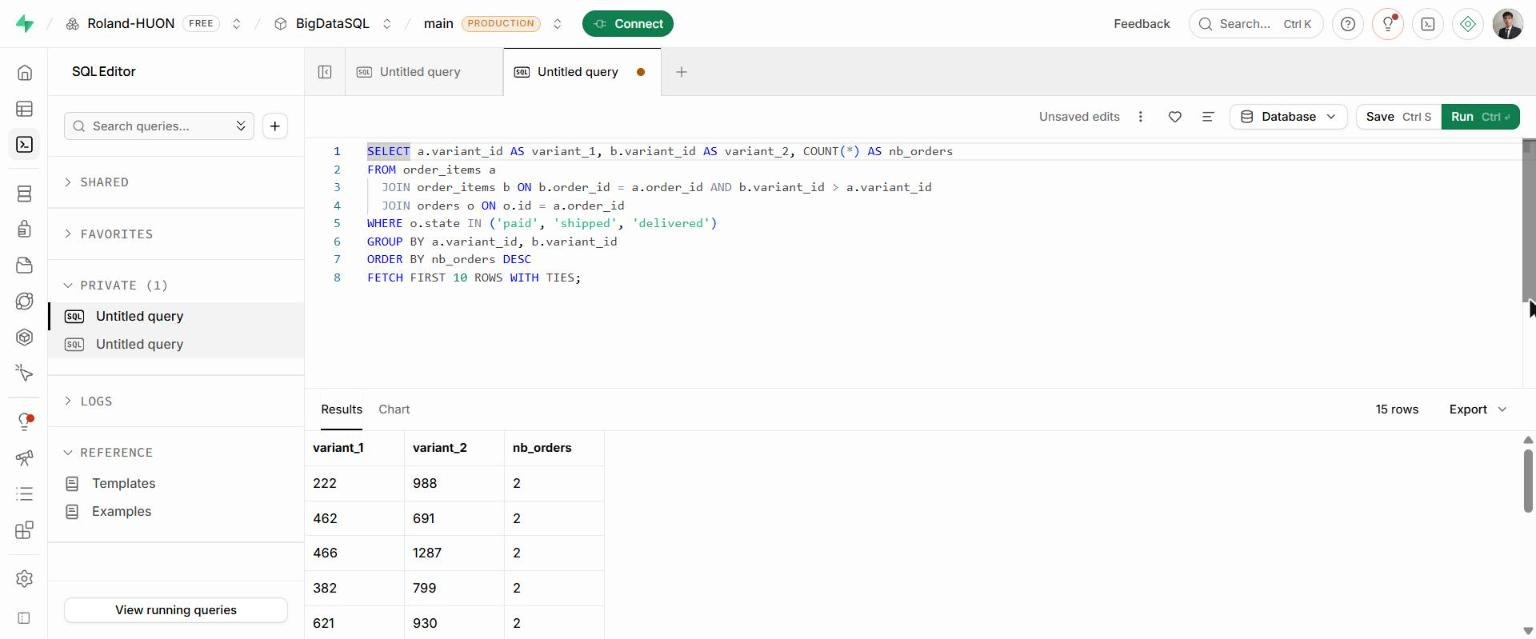 Roland-HUON FREE / BigDataSQL / main PRODUCTION Connect Feedback Search... Ctrl K
SQL Editor
SQL Untitled query SQL Untitled query
Search queries...
Unsaved edits Database Save Ctrl S Run Ctrl ↵
SHARED
FAVORITES
PRIVATE (1)
SQL Untitled query
SQL Untitled query
LOGS
REFERENCE
Templates
Examples
View running queries
1 SELECT a.variant_id AS variant_1, b.variant_id AS variant_2, COUNT(*) AS nb_orders
2 FROM order_items a
3 JOIN order_items b ON b.order_id = a.order_id AND b.variant_id > a.variant_id
4 JOIN orders o ON o.id = a.order_id
5 WHERE o.state IN ('paid', 'shipped', 'delivered')
6 GROUP BY a.variant_id, b.variant_id
7 ORDER BY nb_orders DESC
8 FETCH FIRST 10 ROWS WITH TIES;
Results Chart 15 rows Export
variant_1 variant_2 nb_orders
222 988 2
462 691 2
466 1287 2
382 799 2
621 930 2